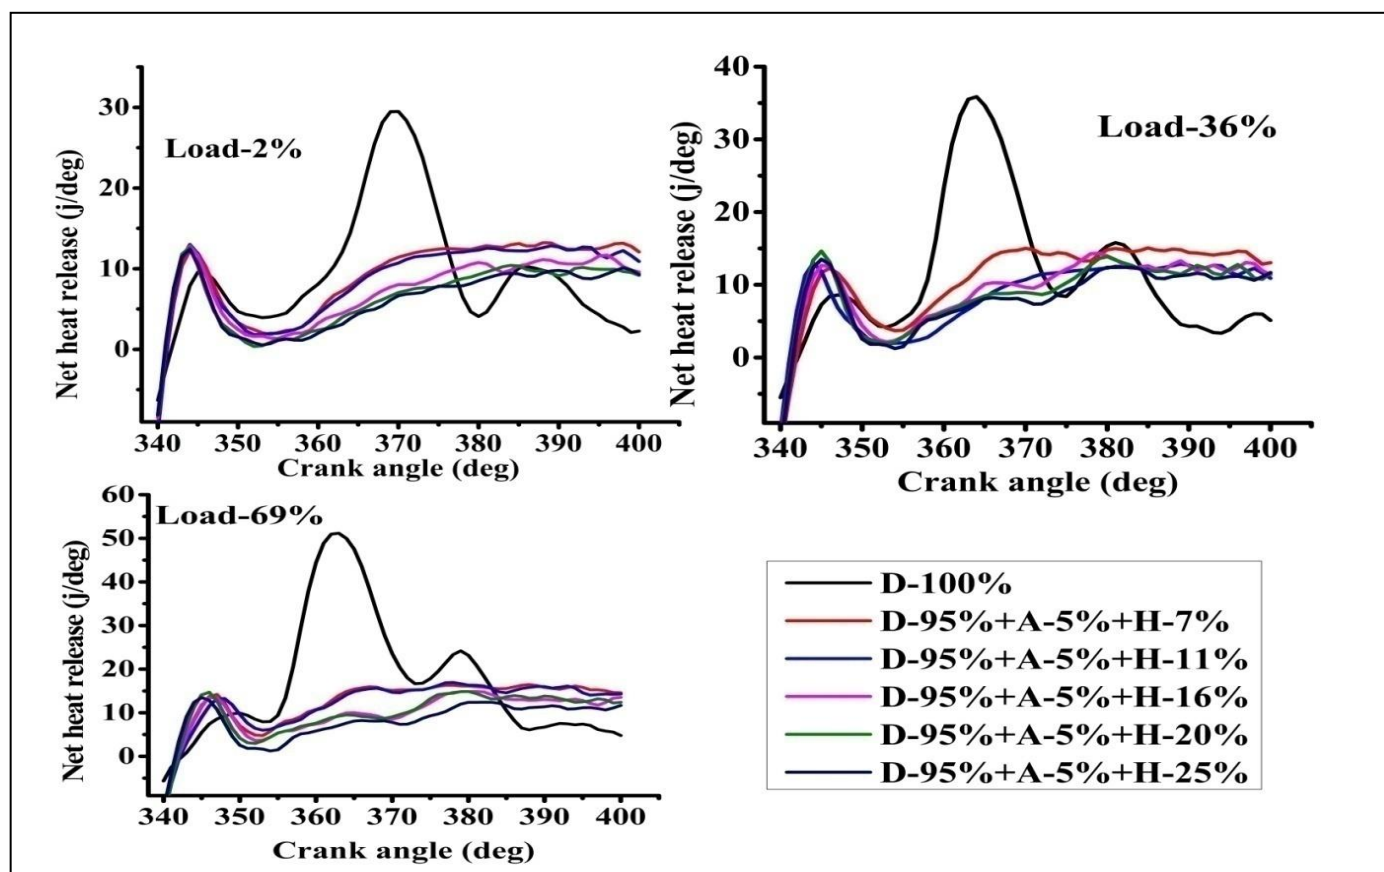 Net heat release (j/deg)
30
20
10
0
Load-2%
340 350 360 370 380 390 400
Crank angle (deg)
Net heat release (j/deg)
40
30
20
10
0
Load-36%
340 350 360 370 380 390 400
Crank angle (deg)
Net heat release (j/deg)
60
50
40
30
20
10
0
Load-69%
340 350 360 370 380 390 400
Crank angle (deg)
D-100%
D-95%+A-5%+H-7%
D-95%+A-5%+H-11%
D-95%+A-5%+H-16%
D-95%+A-5%+H-20%
D-95%+A-5%+H-25%